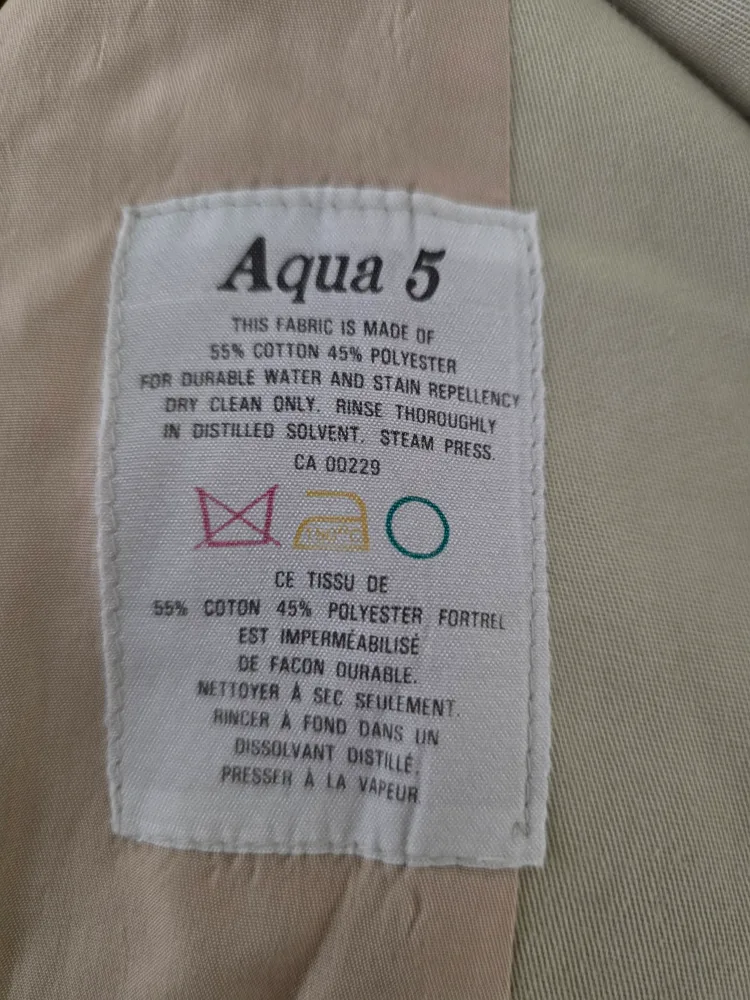 Aqua 5
THIS FABRIC IS MADE OF
55% COTTON 45% POLYESTER
FOR DURABLE WATER AND STAIN REPELLENCY
DRY CLEAN ONLY. RINSE THOROUGHLY
IN DISTILLED SOLVENT. STEAM PRESS.
CA 00229
CE TISSU DE
55% COTON 45% POLYESTER FORTREL
EST IMPERMÉABILISÉ
DE FACON DURABLE.
NETTOYER À SEC SEULEMENT.
RINCER À FOND DANS UN
DISSOLVANT DISTILLÉ.
PRESSER À LA VAPEUR.